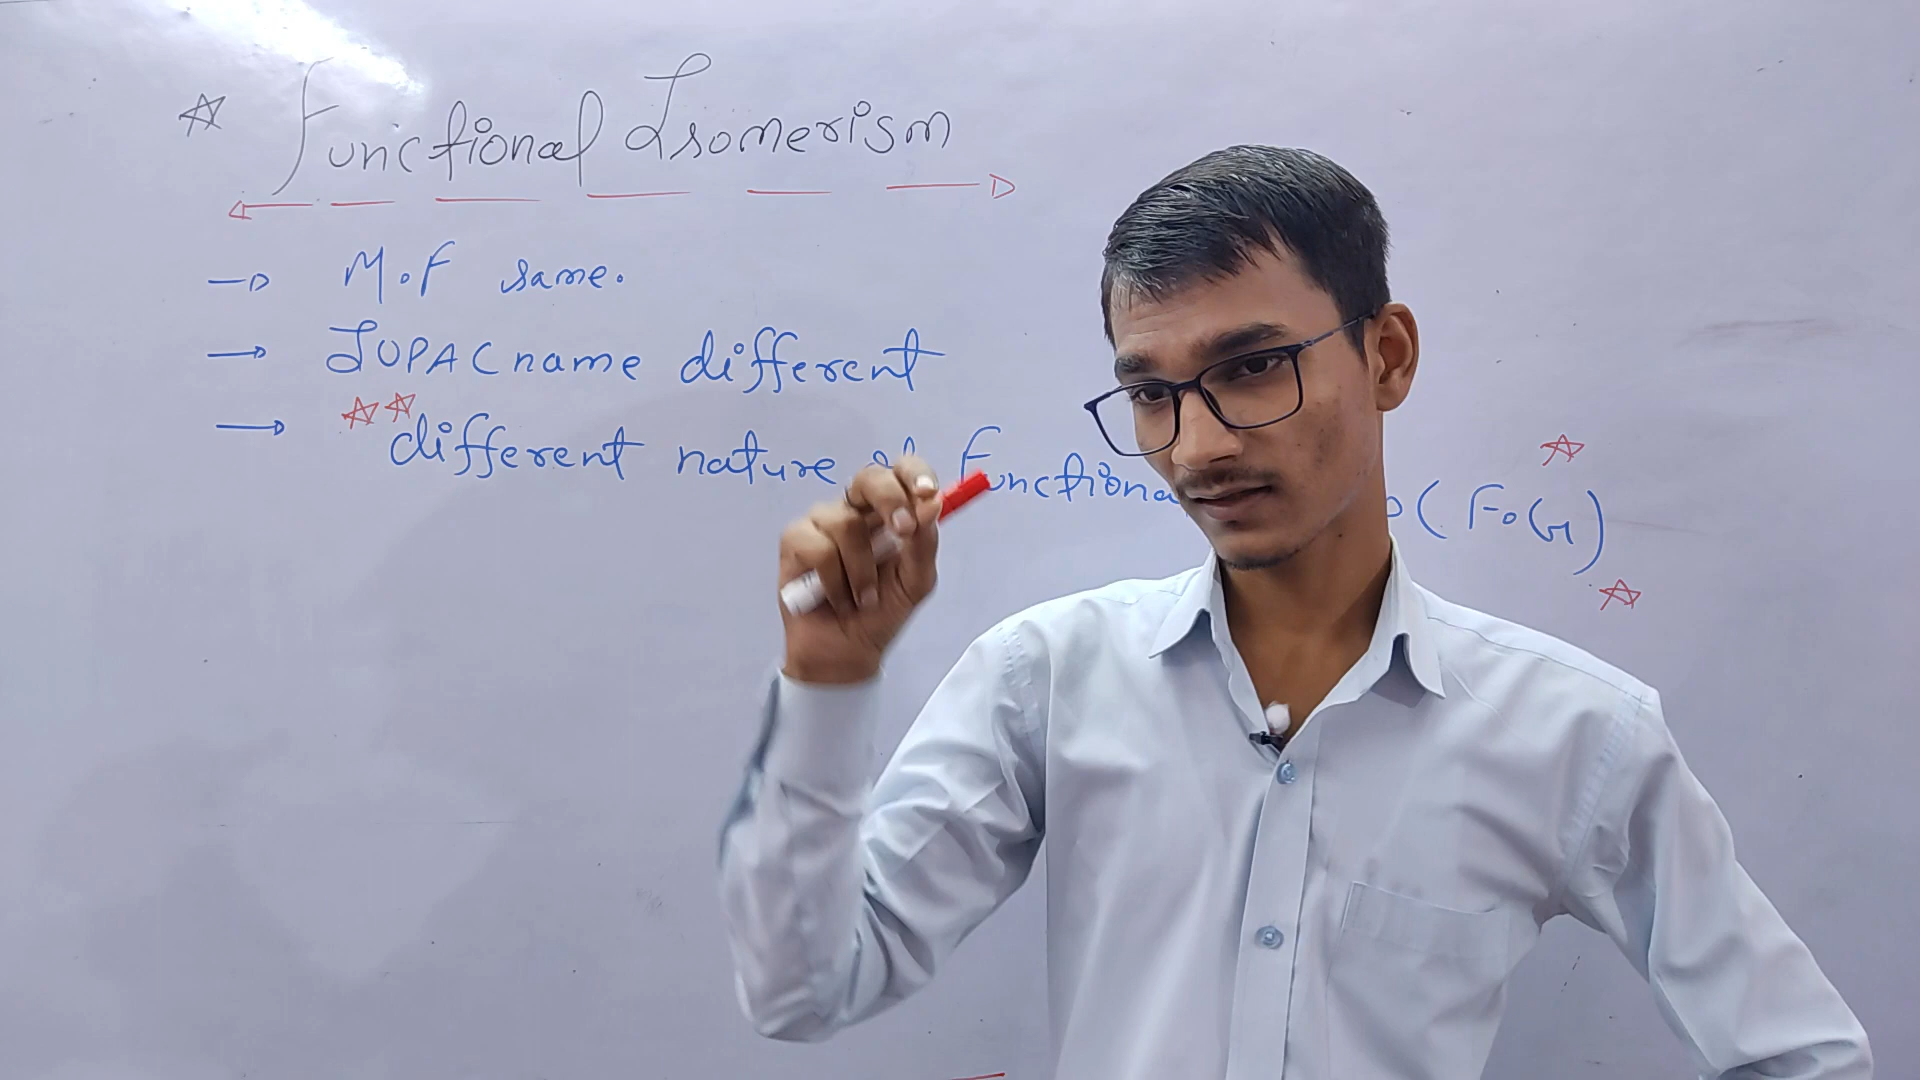 Functional Isomerism
M.F same.
IUPAC name different
different nature of Functional (F.G)